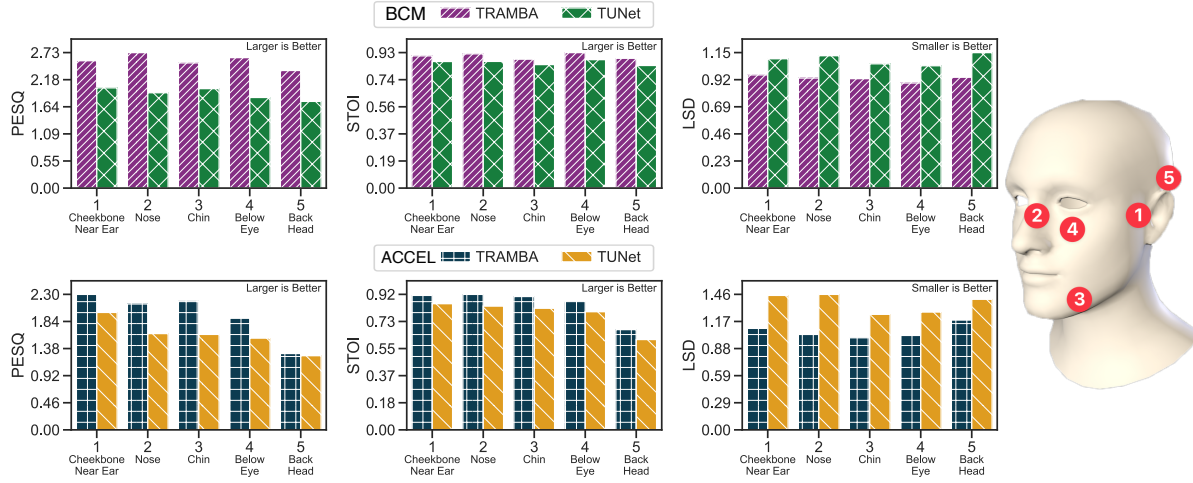 BCM TRAMBA TUNet
PESQ
Larger is Better
2.73
2.18
1.64
1.09
0.55
0.00
1 2 3 4 5
Cheekbone Nose Chin Below Back
Near Ear Eye Head
STOI
Larger is Better
0.93
0.74
0.56
0.37
0.19
0.00
1 2 3 4 5
Cheekbone Nose Chin Below Back
Near Ear Eye Head
LSD
Smaller is Better
1.15
0.92
0.69
0.46
0.23
0.00
1 2 3 4 5
Cheekbone Nose Chin Below Back
Near Ear Eye Head
ACCEL TRAMBA TUNet
PESQ
Larger is Better
2.30
1.84
1.38
0.92
0.46
0.00
1 2 3 4 5
Cheekbone Nose Chin Below Back
Near Ear Eye Head
STOI
Larger is Better
0.92
0.73
0.55
0.37
0.18
0.00
1 2 3 4 5
Cheekbone Nose Chin Below Back
Near Ear Eye Head
LSD
Smaller is Better
1.46
1.17
0.88
0.59
0.29
0.00
1 2 3 4 5
Cheekbone Nose Chin Below Back
Near Ear Eye Head
5
2 1
4
3